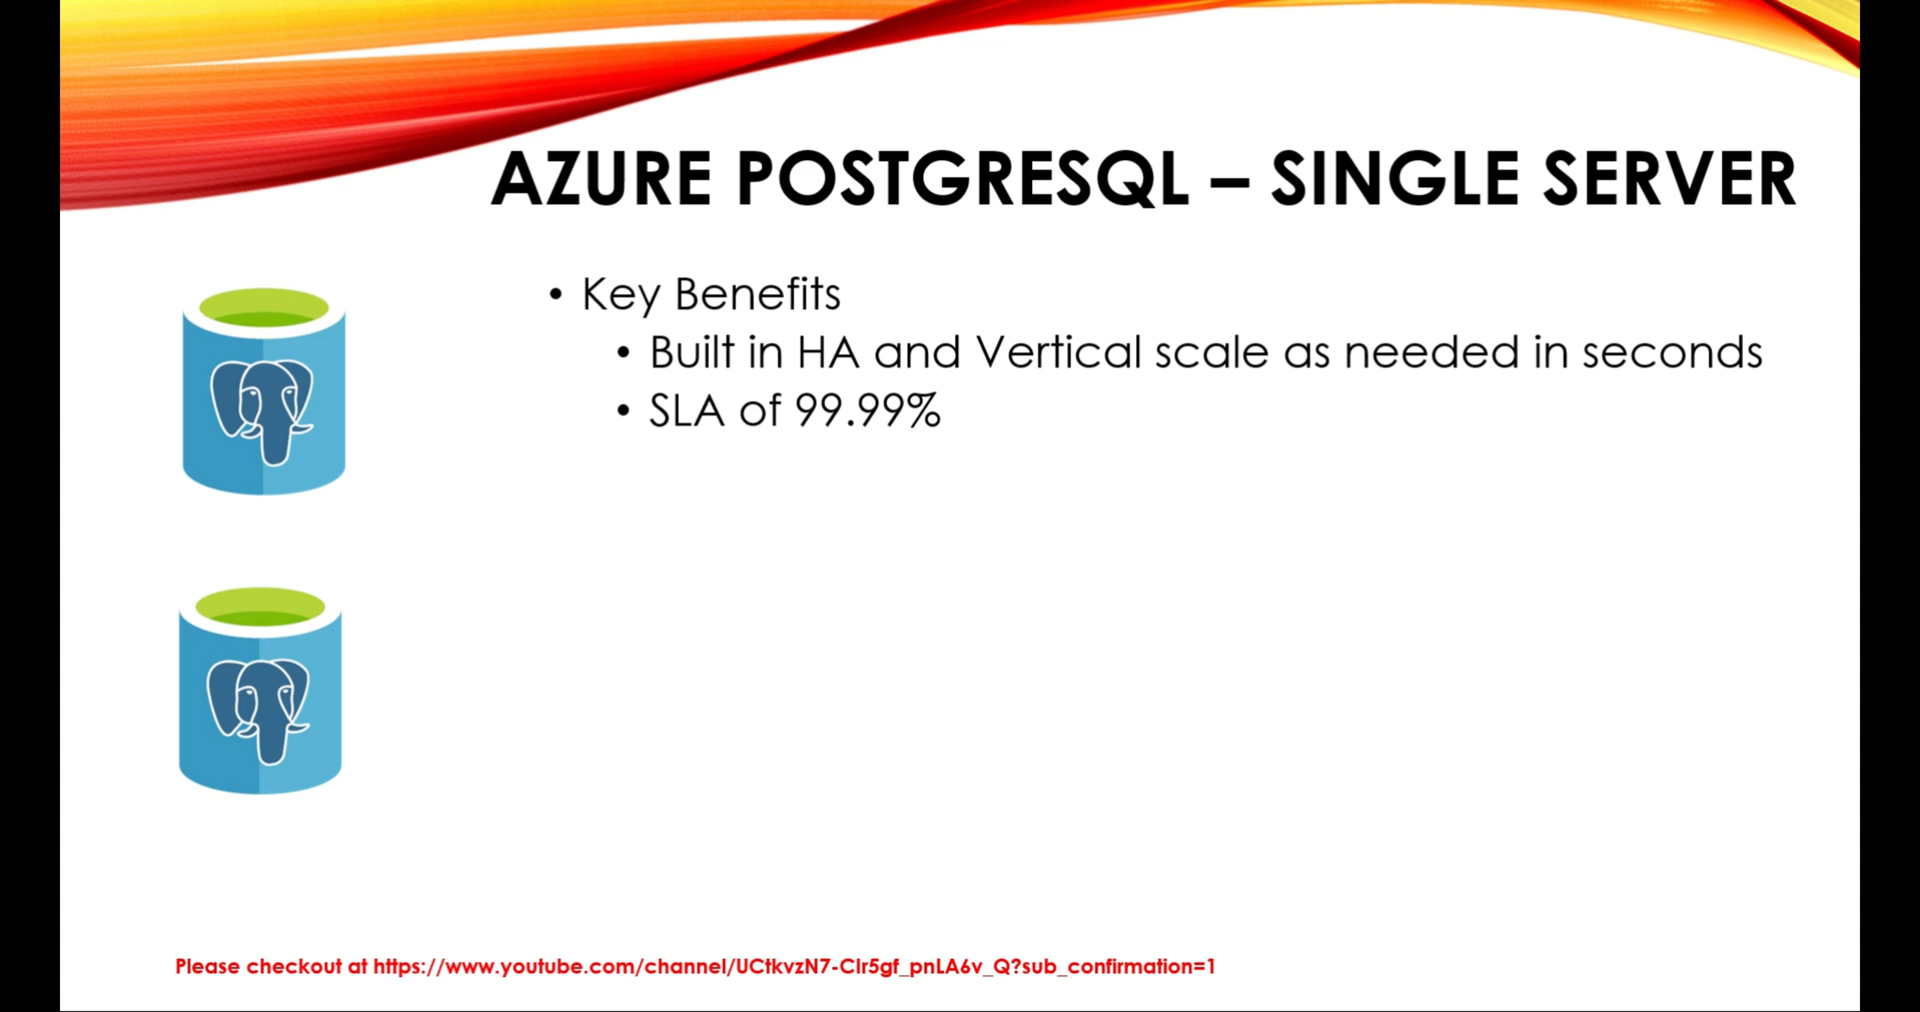 AZURE POSTGRESQL – SINGLE SERVER
• Key Benefits
• Built in HA and Vertical scale as needed in seconds
• SLA of 99.99%
Please checkout at https://www.youtube.com/channel/UCtkvzN7-CIr5gf_pnLA6v_Q?sub_confirmation=1